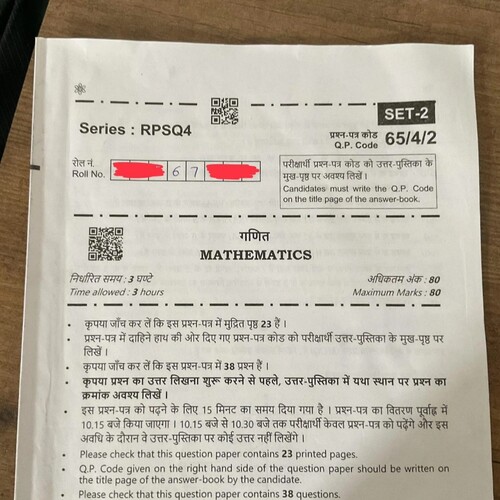 SET-2
Series : RPSQ4
प्रश्न-पत्र कोड
Q.P. Code 65/4/2
रोल नं.
Roll No.
6 7
परीक्षार्थी प्रश्न-पत्र कोड को उत्तर-पुस्तिका के
मुख-पृष्ठ पर अवश्य लिखें ।
Candidates must write the Q.P. Code
on the title page of the answer-book.
गणित
MATHEMATICS
निर्धारित समय : 3 घण्टे
अधिकतम अंक : 80
Time allowed : 3 hours
Maximum Marks : 80
• कृपया जाँच कर लें कि इस प्रश्न-पत्र में मुद्रित पृष्ठ 23 हैं ।
• प्रश्न-पत्र में दाहिने हाथ की ओर दिए गए प्रश्न-पत्र कोड को परीक्षार्थी उत्तर-पुस्तिका के मुख-पृष्ठ पर
लिखें ।
• कृपया जाँच कर लें कि इस प्रश्न-पत्र में 38 प्रश्न हैं ।
• कृपया प्रश्न का उत्तर लिखना शुरू करने से पहले, उत्तर-पुस्तिका में यथा स्थान पर प्रश्न का
क्रमांक अवश्य लिखें ।
• इस प्रश्न-पत्र को पढ़ने के लिए 15 मिनट का समय दिया गया है । प्रश्न-पत्र का वितरण पूर्वाह्न में
10.15 बजे किया जाएगा । 10.15 बजे से 10.30 बजे तक परीक्षार्थी केवल प्रश्न-पत्र को पढ़ेंगे और इस
अवधि के दौरान वे उत्तर-पुस्तिका पर कोई उत्तर नहीं लिखेंगे ।
• Please check that this question paper contains 23 printed pages.
• Q.P. Code given on the right hand side of the question paper should be written on
the title page of the answer-book by the candidate.
• Please check that this question paper contains 38 questions.